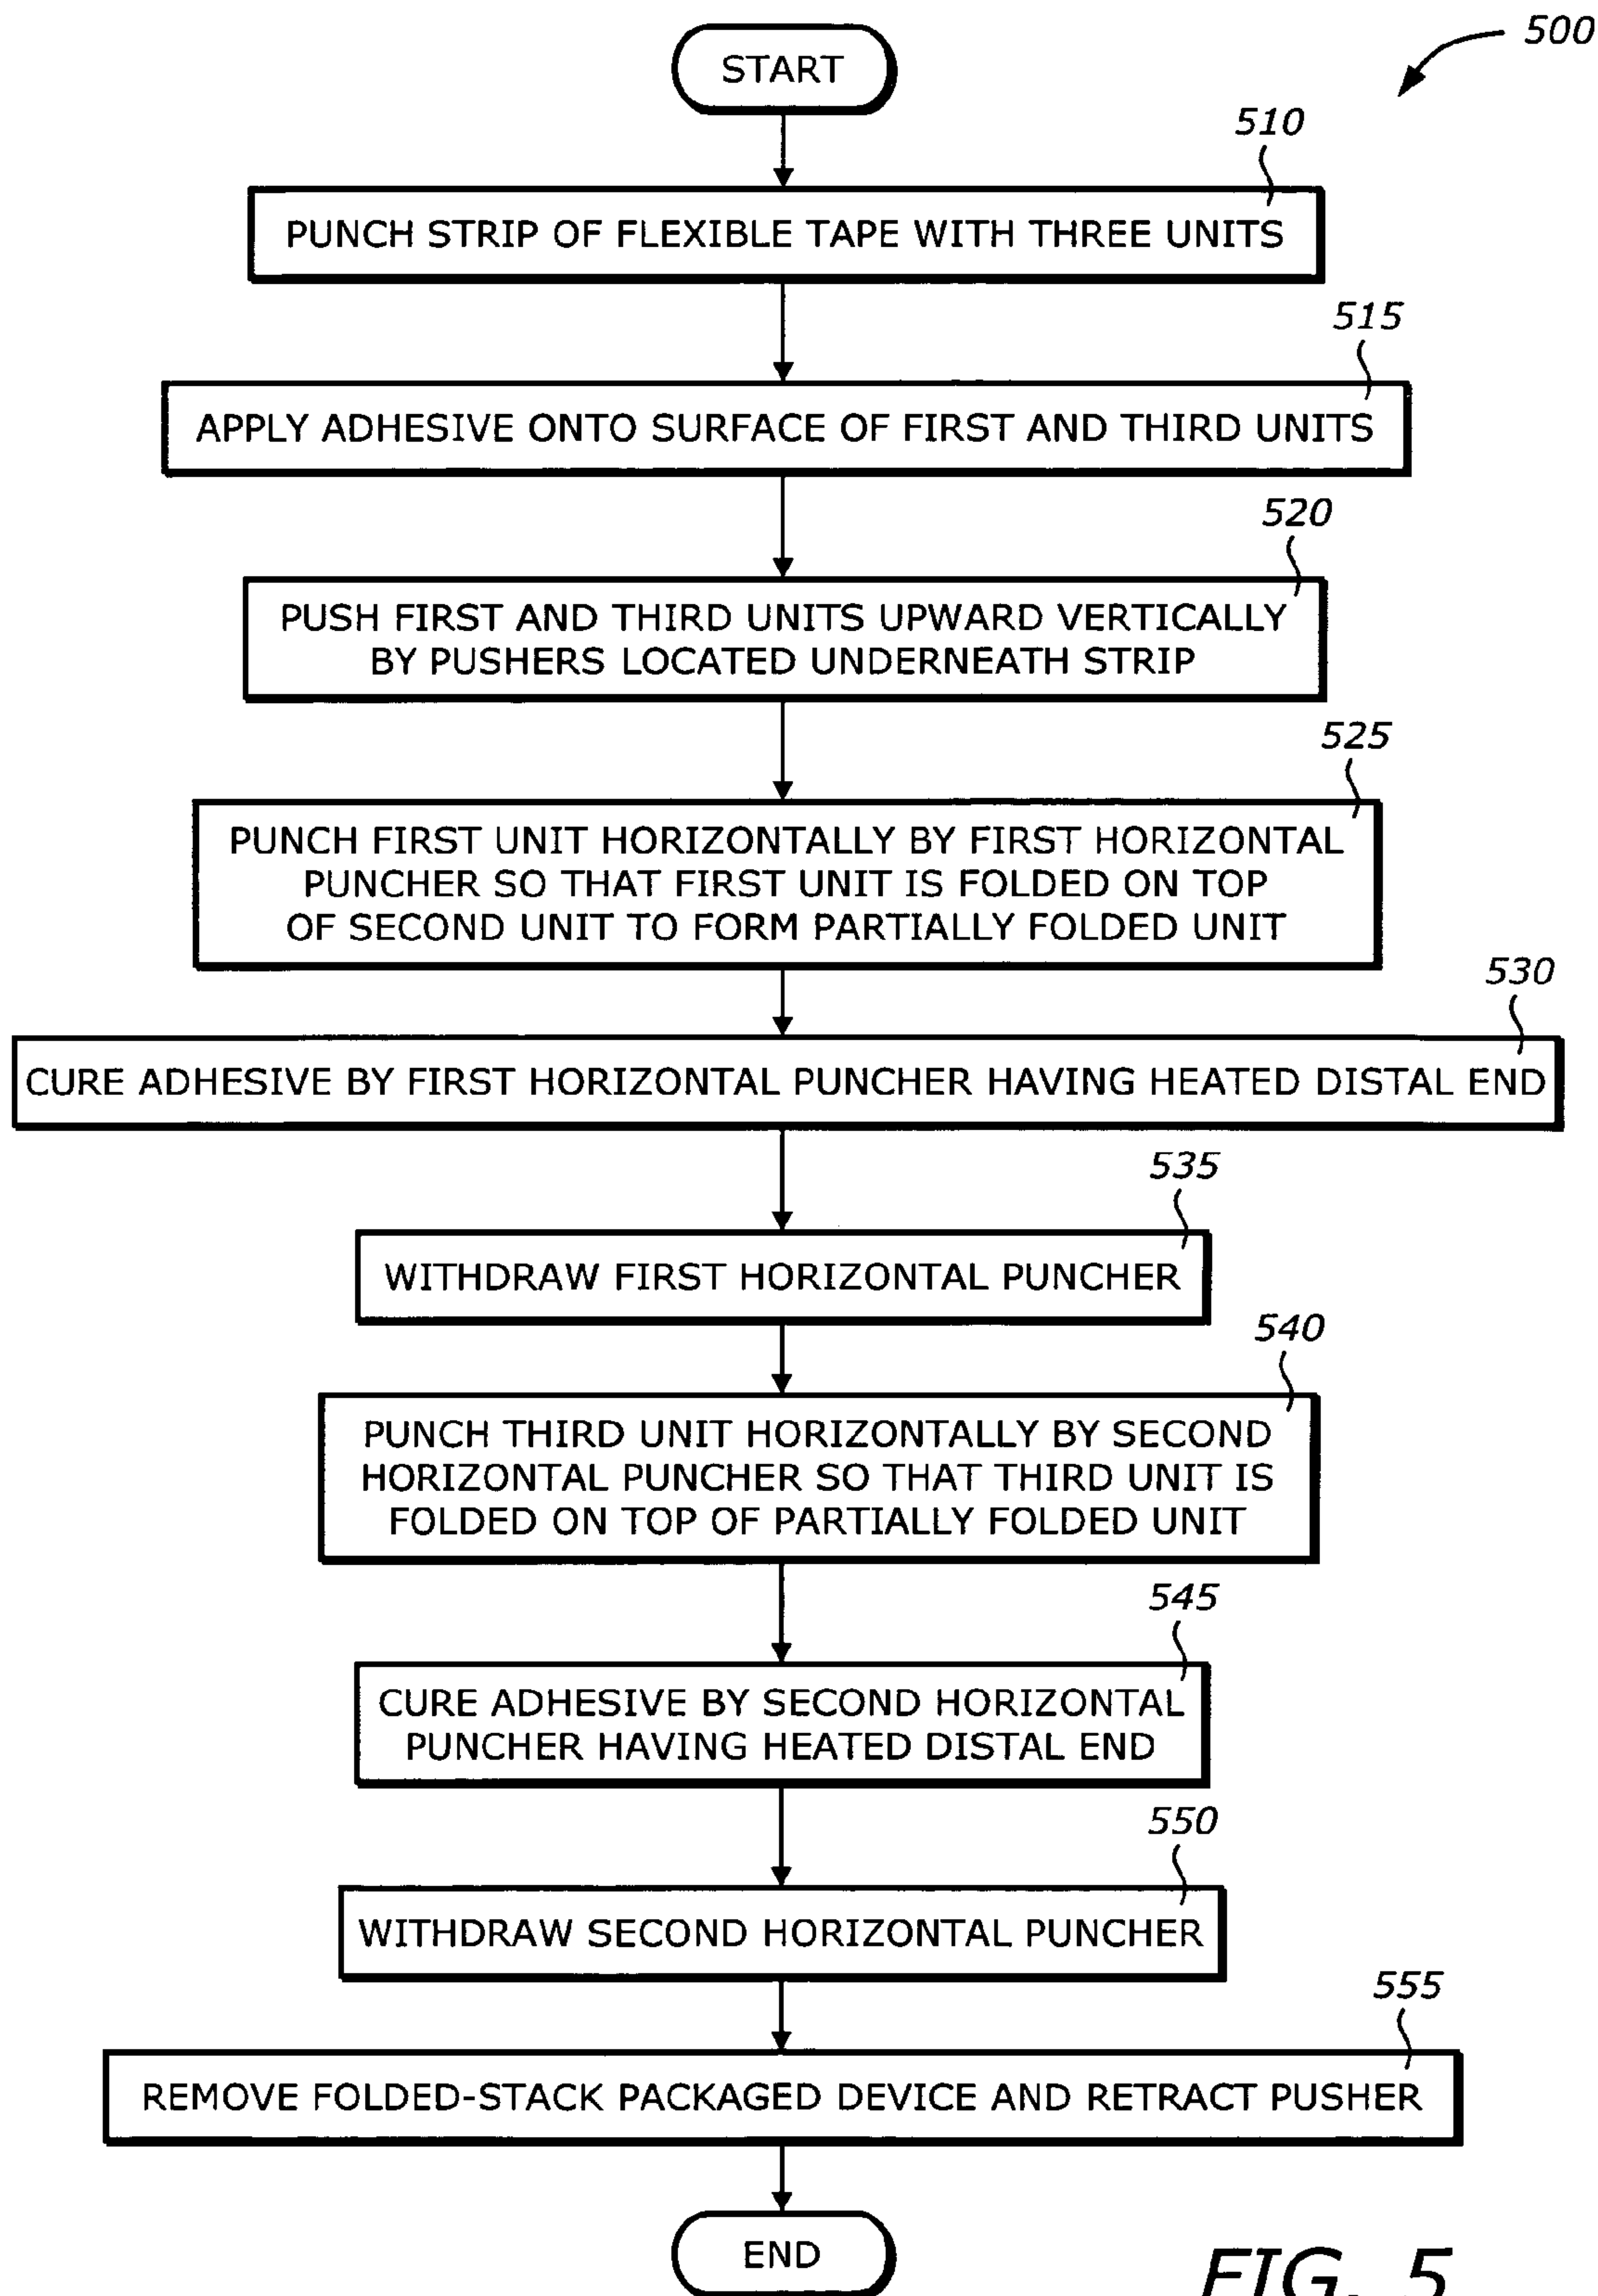 START
500
510
PUNCH STRIP OF FLEXIBLE TAPE WITH THREE UNITS
515
APPLY ADHESIVE ONTO SURFACE OF FIRST AND THIRD UNITS
520
PUSH FIRST AND THIRD UNITS UPWARD VERTICALLY
BY PUSHERS LOCATED UNDERNEATH STRIP
525
PUNCH FIRST UNIT HORIZONTALLY BY FIRST HORIZONTAL
PUNCHER SO THAT FIRST UNIT IS FOLDED ON TOP
OF SECOND UNIT TO FORM PARTIALLY FOLDED UNIT
530
CURE ADHESIVE BY FIRST HORIZONTAL PUNCHER HAVING HEATED DISTAL END
535
WITHDRAW FIRST HORIZONTAL PUNCHER
540
PUNCH THIRD UNIT HORIZONTALLY BY SECOND
HORIZONTAL PUNCHER SO THAT THIRD UNIT IS
FOLDED ON TOP OF PARTIALLY FOLDED UNIT
545
CURE ADHESIVE BY SECOND HORIZONTAL
PUNCHER HAVING HEATED DISTAL END
550
WITHDRAW SECOND HORIZONTAL PUNCHER
555
REMOVE FOLDED-STACK PACKAGED DEVICE AND RETRACT PUSHER
END
FIG. 5